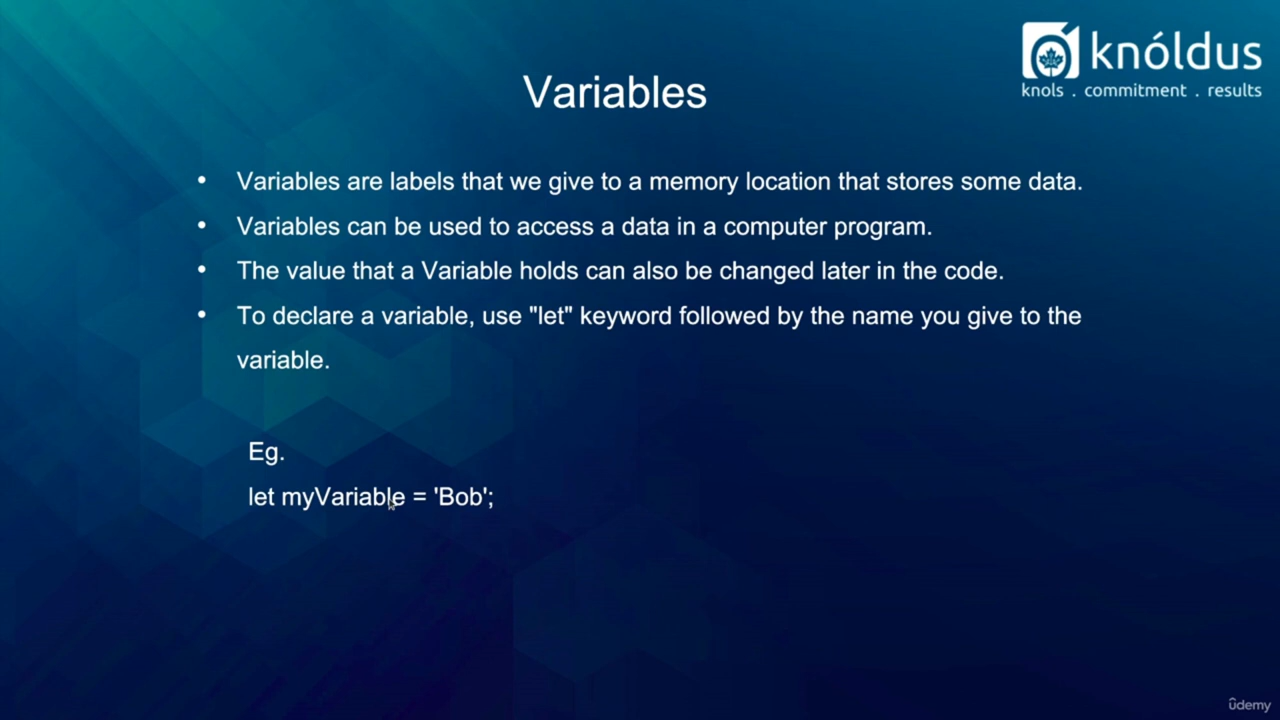 knóldus
knols . commitment . results
Variables
• Variables are labels that we give to a memory location that stores some data.
• Variables can be used to access a data in a computer program.
• The value that a Variable holds can also be changed later in the code.
• To declare a variable, use "let" keyword followed by the name you give to the
variable.
Eg.
let myVariable = 'Bob';
ûdemy